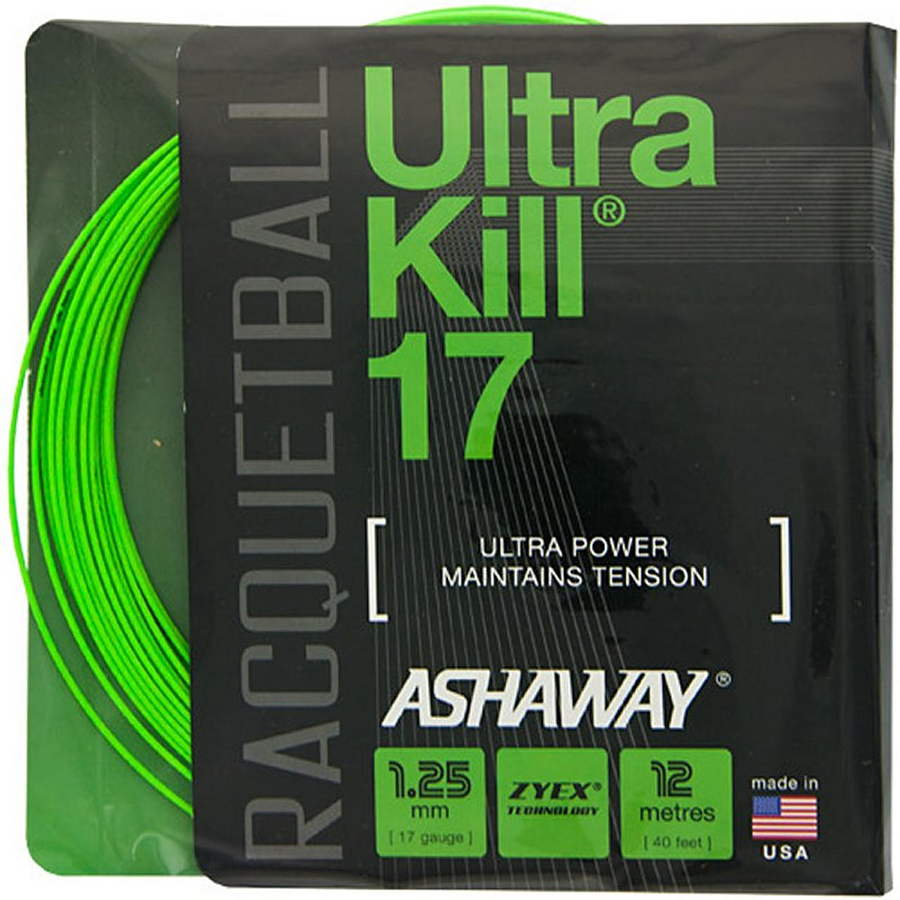 RACQUETBALL
Ultra
Kill®
17
[ ULTRA POWER
MAINTAINS TENSION ]
ASHAWAY®
1.25
mm
[ 17 gauge ]
ZYEX®
TECHNOLOGY
12
metres
[ 40 feet ]
made in
USA